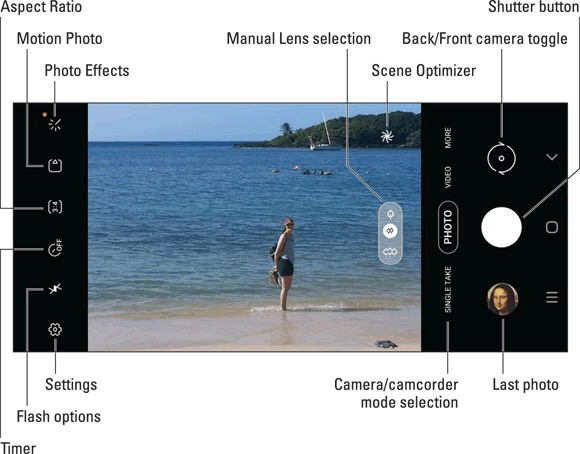 Aspect Ratio
Shutter button
Motion Photo
Manual Lens selection
Back/Front camera toggle
Photo Effects
Scene Optimizer
MORE
VIDEO
3:4
PHOTO
OFF
SINGLE TAKE
Settings
Camera/camcorder
mode selection
Last photo
Flash options
Timer